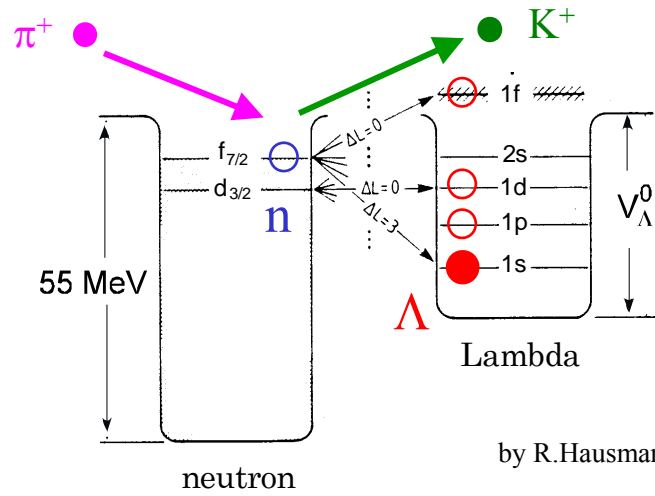 π⁺
K⁺
1f
ΔL=0
f₇/₂
2s
d₃/₂
ΔL=0
1d
n
ΔL=3
1p
V⁰Λ
55 MeV
1s
Λ
Lambda
by R.Hausman
neutron